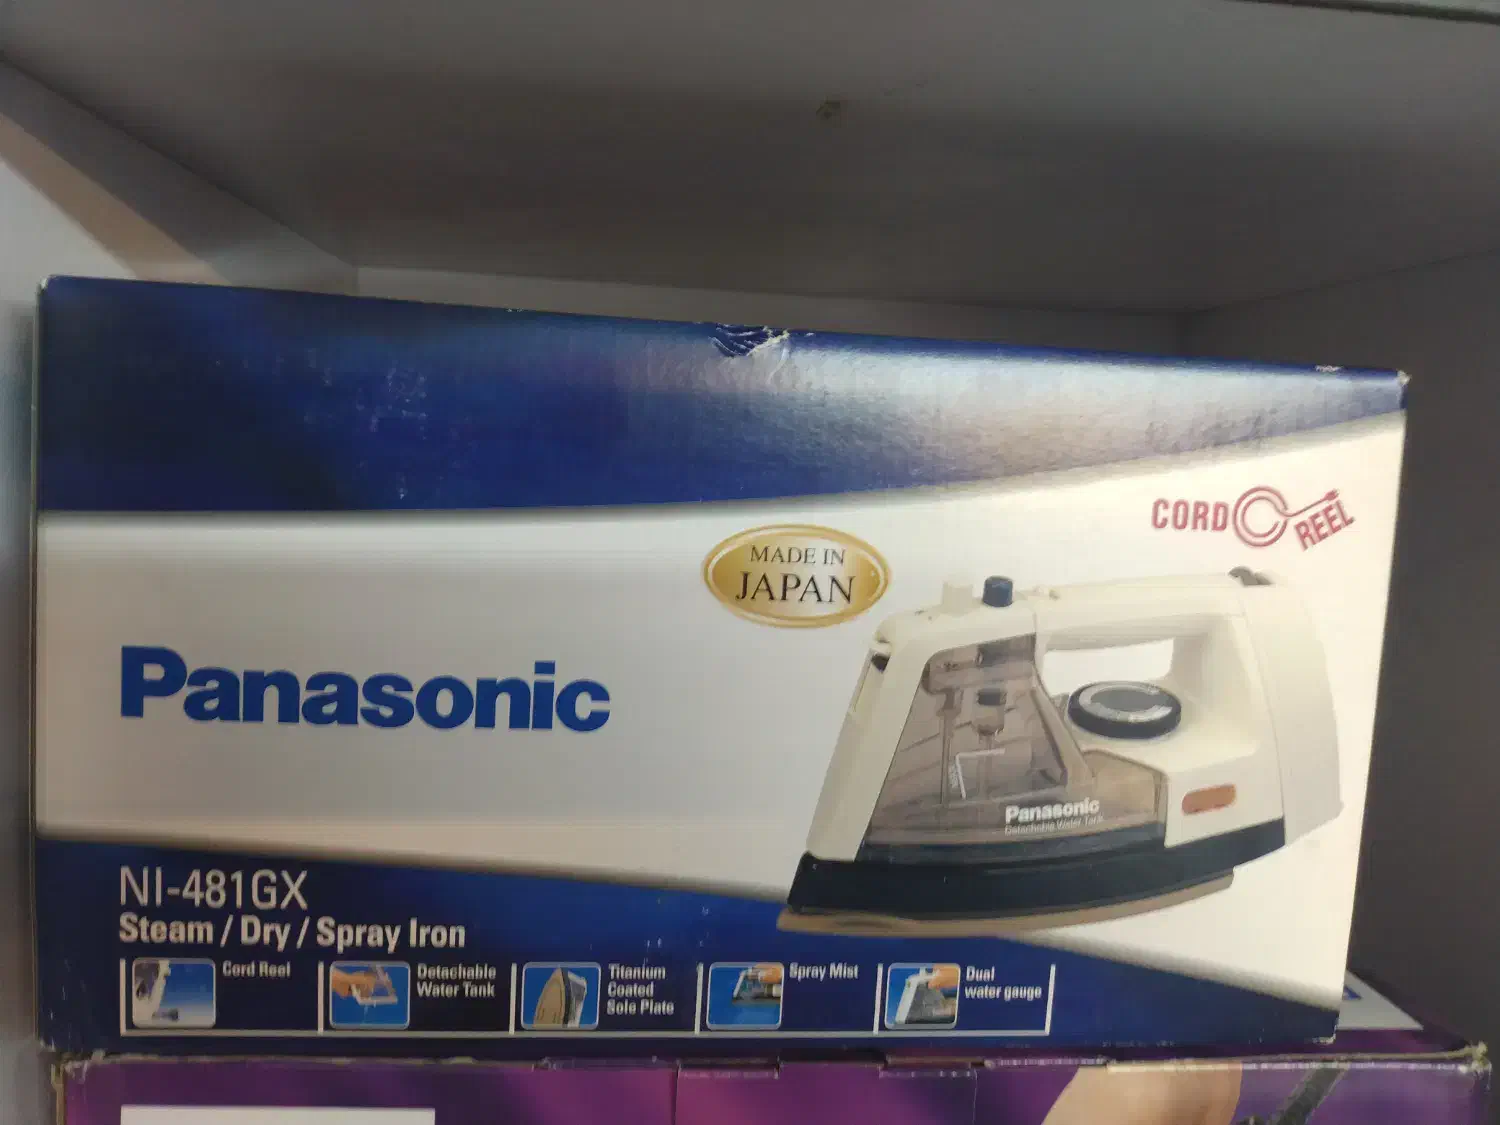 CORD REEL
MADE IN
JAPAN
Panasonic
Panasonic
Detachable Water Tank
NI-481GX
Steam / Dry / Spray Iron
Cord Reel
Detachable
Water Tank
Titanium
Coated
Sole Plate
Spray Mist
Dual
water gauge